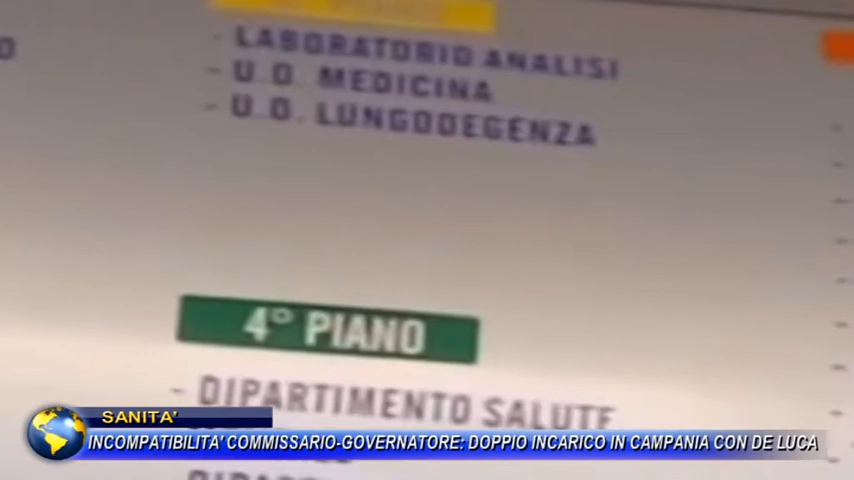 - LABORATORIO ANALISI
- U.O. MEDICINA
- U.O. LUNGODEGENZA
4° PIANO
- DIPARTIMENTO SALUTE
SANITA'
INCOMPATIBILITA' COMMISSARIO-GOVERNATORE: DOPPIO INCARICO IN CAMPANIA CON DE LUCA